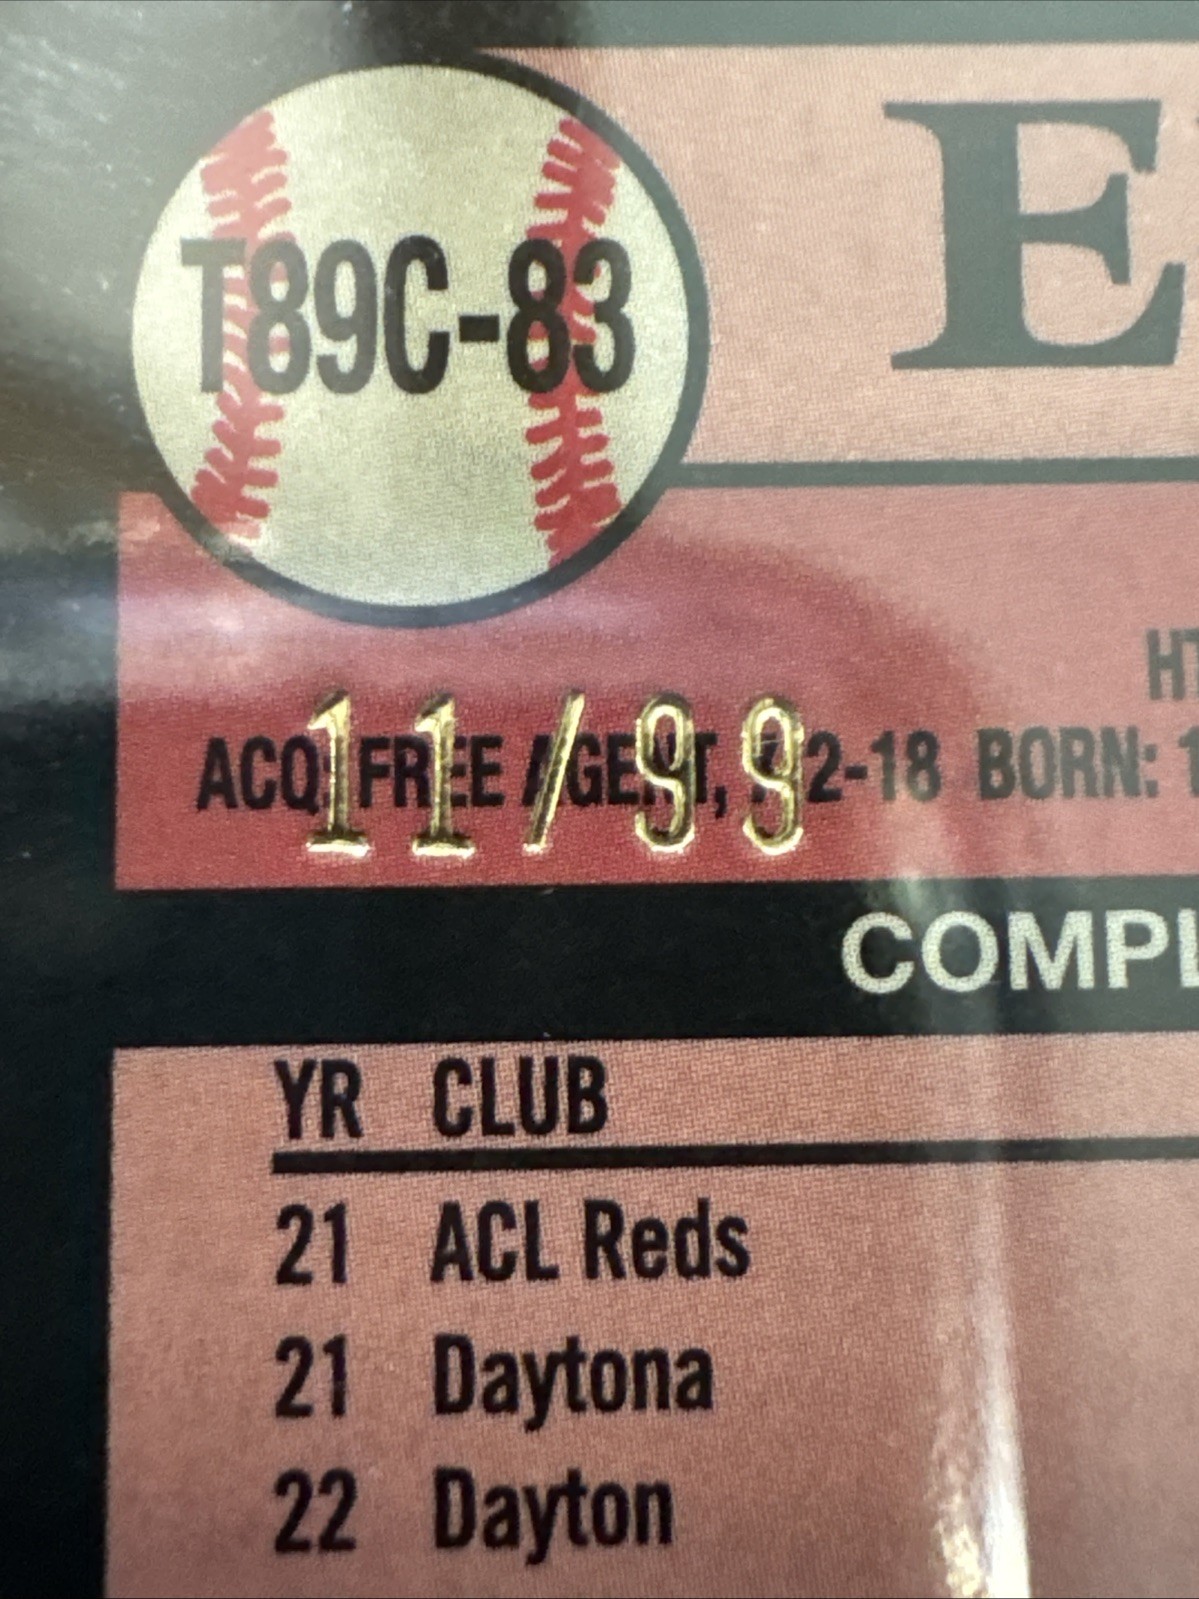 T89C-83
E
HT
11/99
ACQ: FREE AGENT, 2-18 BORN: 1
COMPL
YR CLUB
21 ACL Reds
21 Daytona
22 Dayton